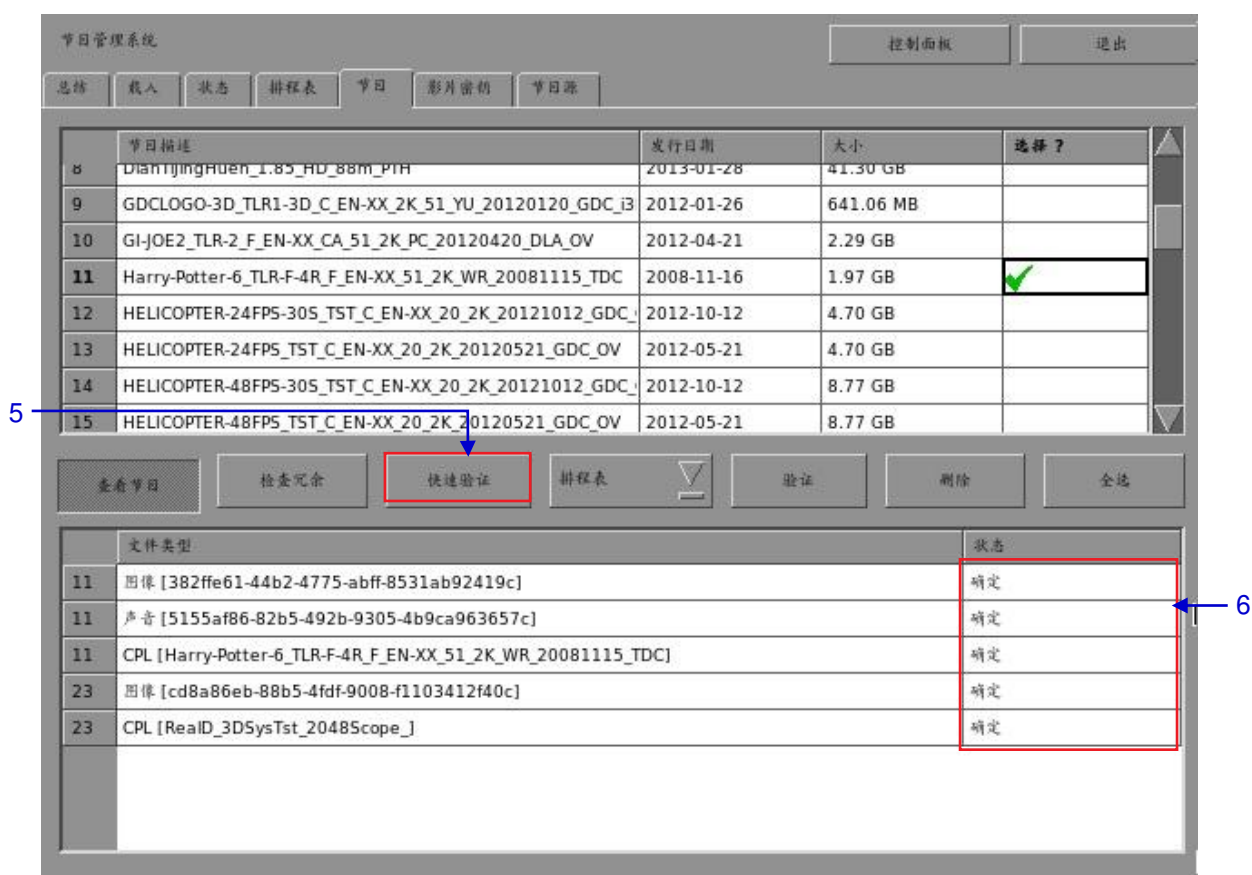 节目管理系统 控制面板 退出
总结 载入 状态 排程表 节目 影片密钥 节目源
节目描述 发行日期 大小 选择 ?
8 DianTijingHuen_1.85_HD_88m_PTH 2013-01-28 41.30 GB
9 GDCLOGO-3D_TLR1-3D_C_EN-XX_2K_51_YU_20120120_GDC_i3 2012-01-26 641.06 MB
10 GI-JOE2_TLR-2_F_EN-XX_CA_51_2K_PC_20120420_DLA_OV 2012-04-21 2.29 GB
11 Harry-Potter-6_TLR-F-4R_F_EN-XX_51_2K_WR_20081115_TDC 2008-11-16 1.97 GB
12 HELICOPTER-24FPS-30S_TST_C_EN-XX_20_2K_20121012_GDC_ 2012-10-12 4.70 GB
13 HELICOPTER-24FPS_TST_C_EN-XX_20_2K_20120521_GDC_OV 2012-05-21 4.70 GB
14 HELICOPTER-48FPS-30S_TST_C_EN-XX_20_2K_20121012_GDC_ 2012-10-12 8.77 GB
5
15 HELICOPTER-48FPS_TST_C_EN-XX_20_2K_20120521_GDC_OV 2012-05-21 8.77 GB
查看节目 检查冗余 快速验证 排程表 验证 删除 全选
文件类型 状态
11 图像 [382ffe61-44b2-4775-abff-8531ab92419c] 确定
6
11 声音 [5155af86-82b5-492b-9305-4b9ca963657c] 确定
11 CPL [Harry-Potter-6_TLR-F-4R_F_EN-XX_51_2K_WR_20081115_TDC] 确定
23 图像 [cd8a86eb-88b5-4fdf-9008-f1103412f40c] 确定
23 CPL [RealD_3DSysTst_2048Scope_] 确定